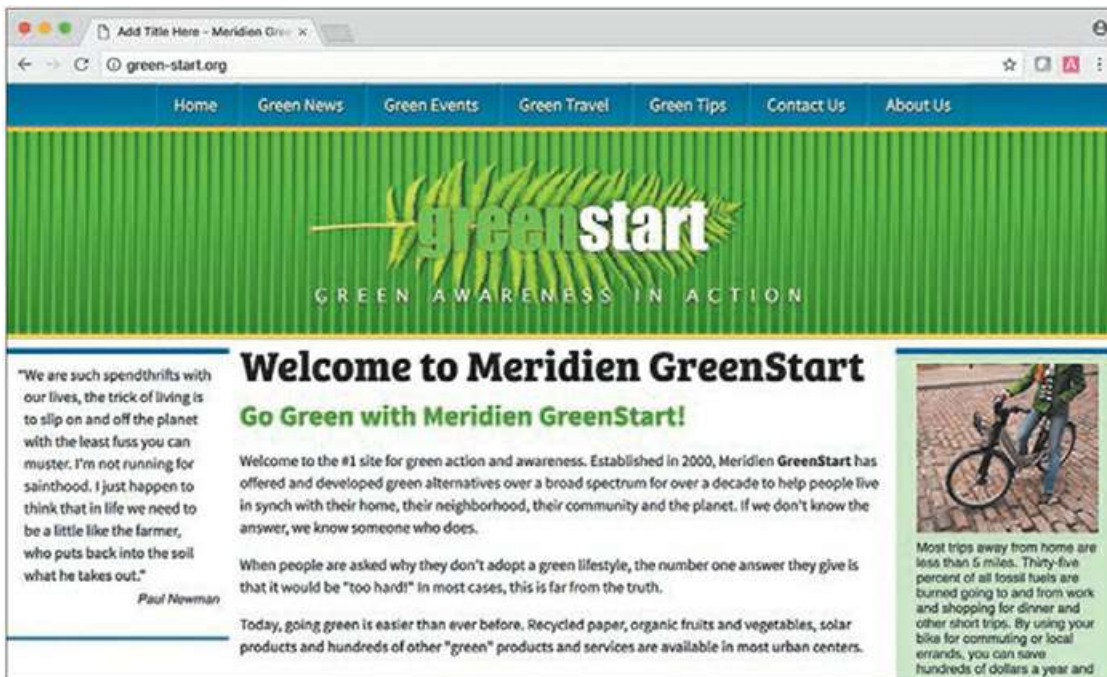 Add Title Here - Meridien Gree
green-start.org
Home Green News Green Events Green Travel Green Tips Contact Us About Us
greenstart
GREEN AWARENESS IN ACTION
"We are such spendthrifts with
our lives, the trick of living is
to slip on and off the planet
with the least fuss you can
muster. I'm not running for
sainthood. I just happen to
think that in life we need to
be a little like the farmer,
who puts back into the soil
what he takes out."
Paul Newman
Welcome to Meridien GreenStart
Go Green with Meridien GreenStart!
Welcome to the #1 site for green action and awareness. Established in 2000, Meridien GreenStart has
offered and developed green alternatives over a broad spectrum for over a decade to help people live
in synch with their home, their neighborhood, their community and the planet. If we don't know the
answer, we know someone who does.
When people are asked why they don't adopt a green lifestyle, the number one answer they give is
that it would be "too hard!" In most cases, this is far from the truth.
Today, going green is easier than ever before. Recycled paper, organic fruits and vegetables, solar
products and hundreds of other "green" products and services are available in most urban centers.
Most trips away from home are
less than 5 miles. Thirty-five
percent of all fossil fuels are
burned going to and from work
and shopping for dinner and
other short trips. By using your
bike for commuting or local
errands, you can save
hundreds of dollars a year and